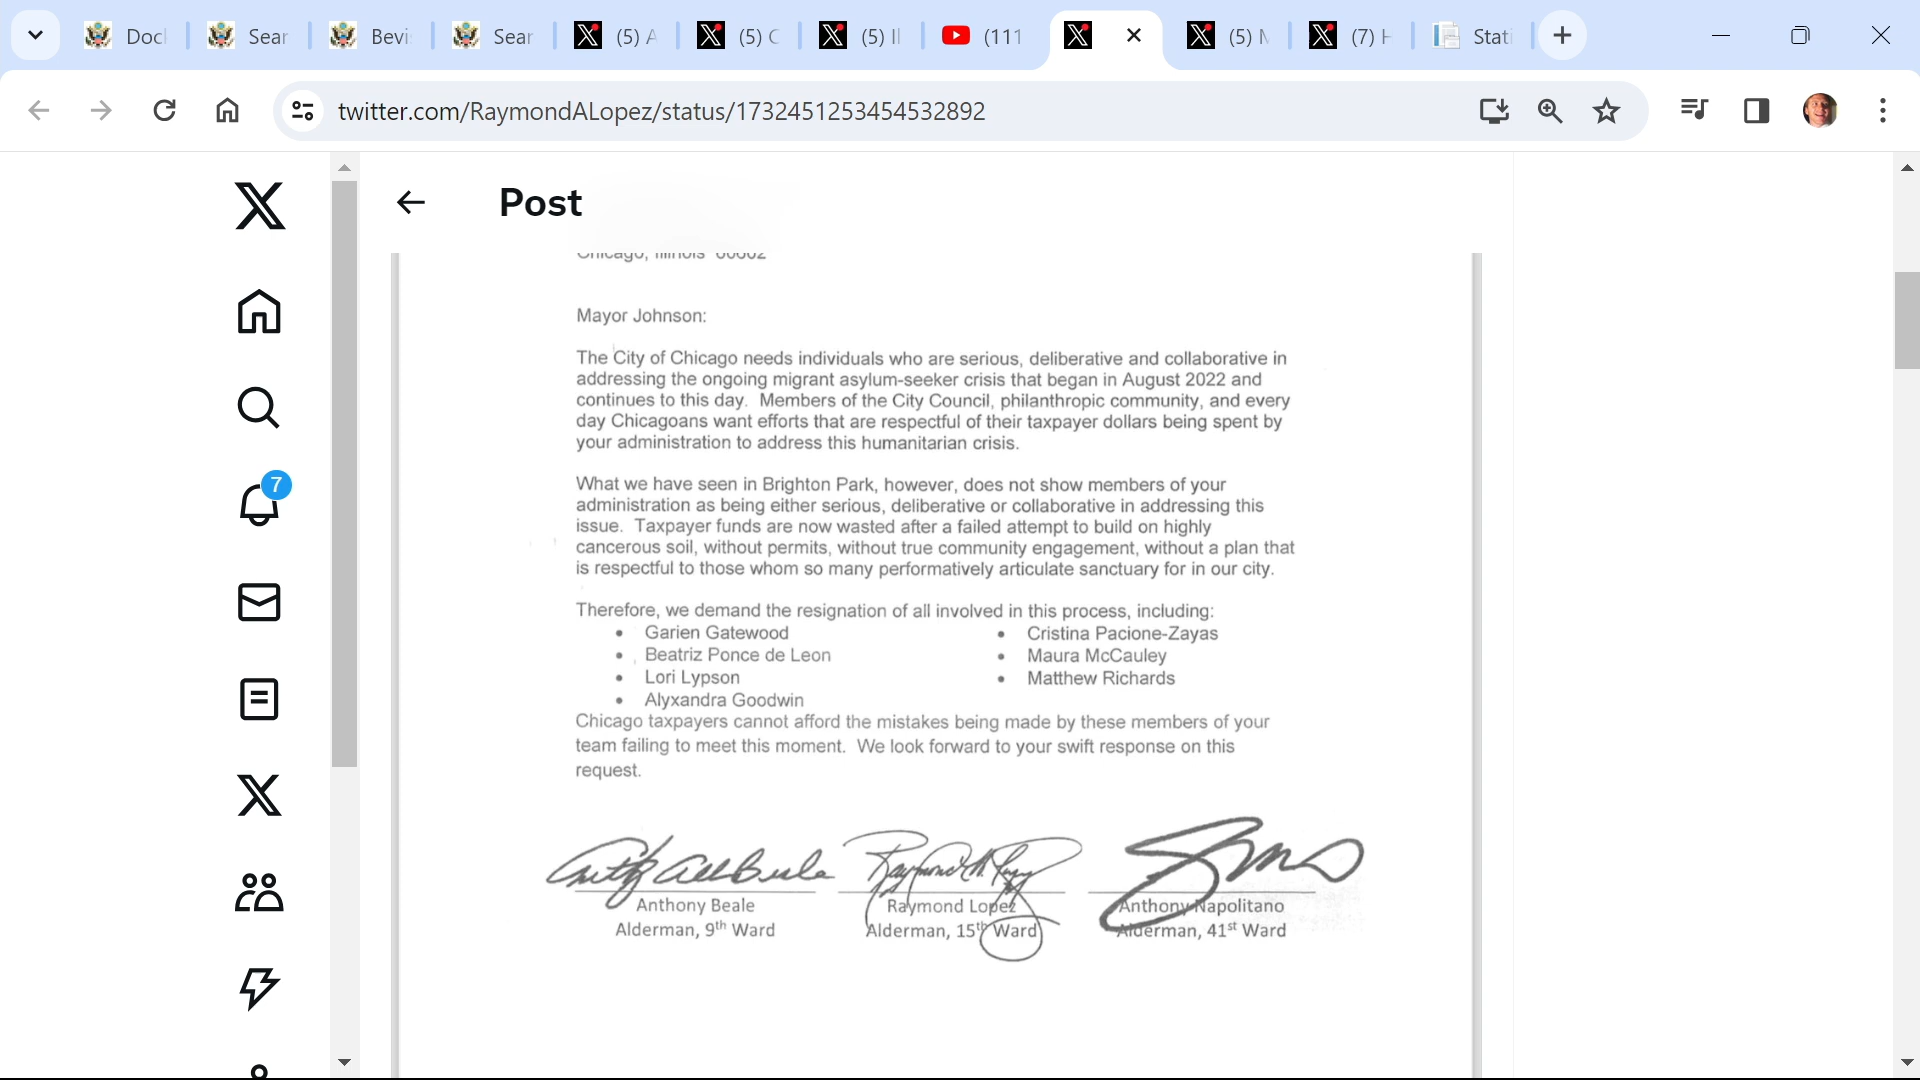 Doc
Sear
Bevi
Sear
(5) A
(5) C
(5) Il
(111
(5) N
(7) H
Stati
twitter.com/RaymondALopez/status/1732451253454532892
Post
7
Chicago, Illinois 60602
Mayor Johnson:
The City of Chicago needs individuals who are serious, deliberative and collaborative in
addressing the ongoing migrant asylum-seeker crisis that began in August 2022 and
continues to this day. Members of the City Council, philanthropic community, and every
day Chicagoans want efforts that are respectful of their taxpayer dollars being spent by
your administration to address this humanitarian crisis.
What we have seen in Brighton Park, however, does not show members of your
administration as being either serious, deliberative or collaborative in addressing this
issue. Taxpayer funds are now wasted after a failed attempt to build on highly
cancerous soil, without permits, without true community engagement, without a plan that
is respectful to those whom so many performatively articulate sanctuary for in our city.
Therefore, we demand the resignation of all involved in this process, including:
• Garien Gatewood
• Beatriz Ponce de Leon
• Lori Lypson
• Alyxandra Goodwin
• Cristina Pacione-Zayas
• Maura McCauley
• Matthew Richards
Chicago taxpayers cannot afford the mistakes being made by these members of your
team failing to meet this moment. We look forward to your swift response on this
request.
Anthony Beale
Alderman, 9th Ward
Raymond Lopez
Alderman, 15th Ward
Anthony Napolitano
Alderman, 41st Ward